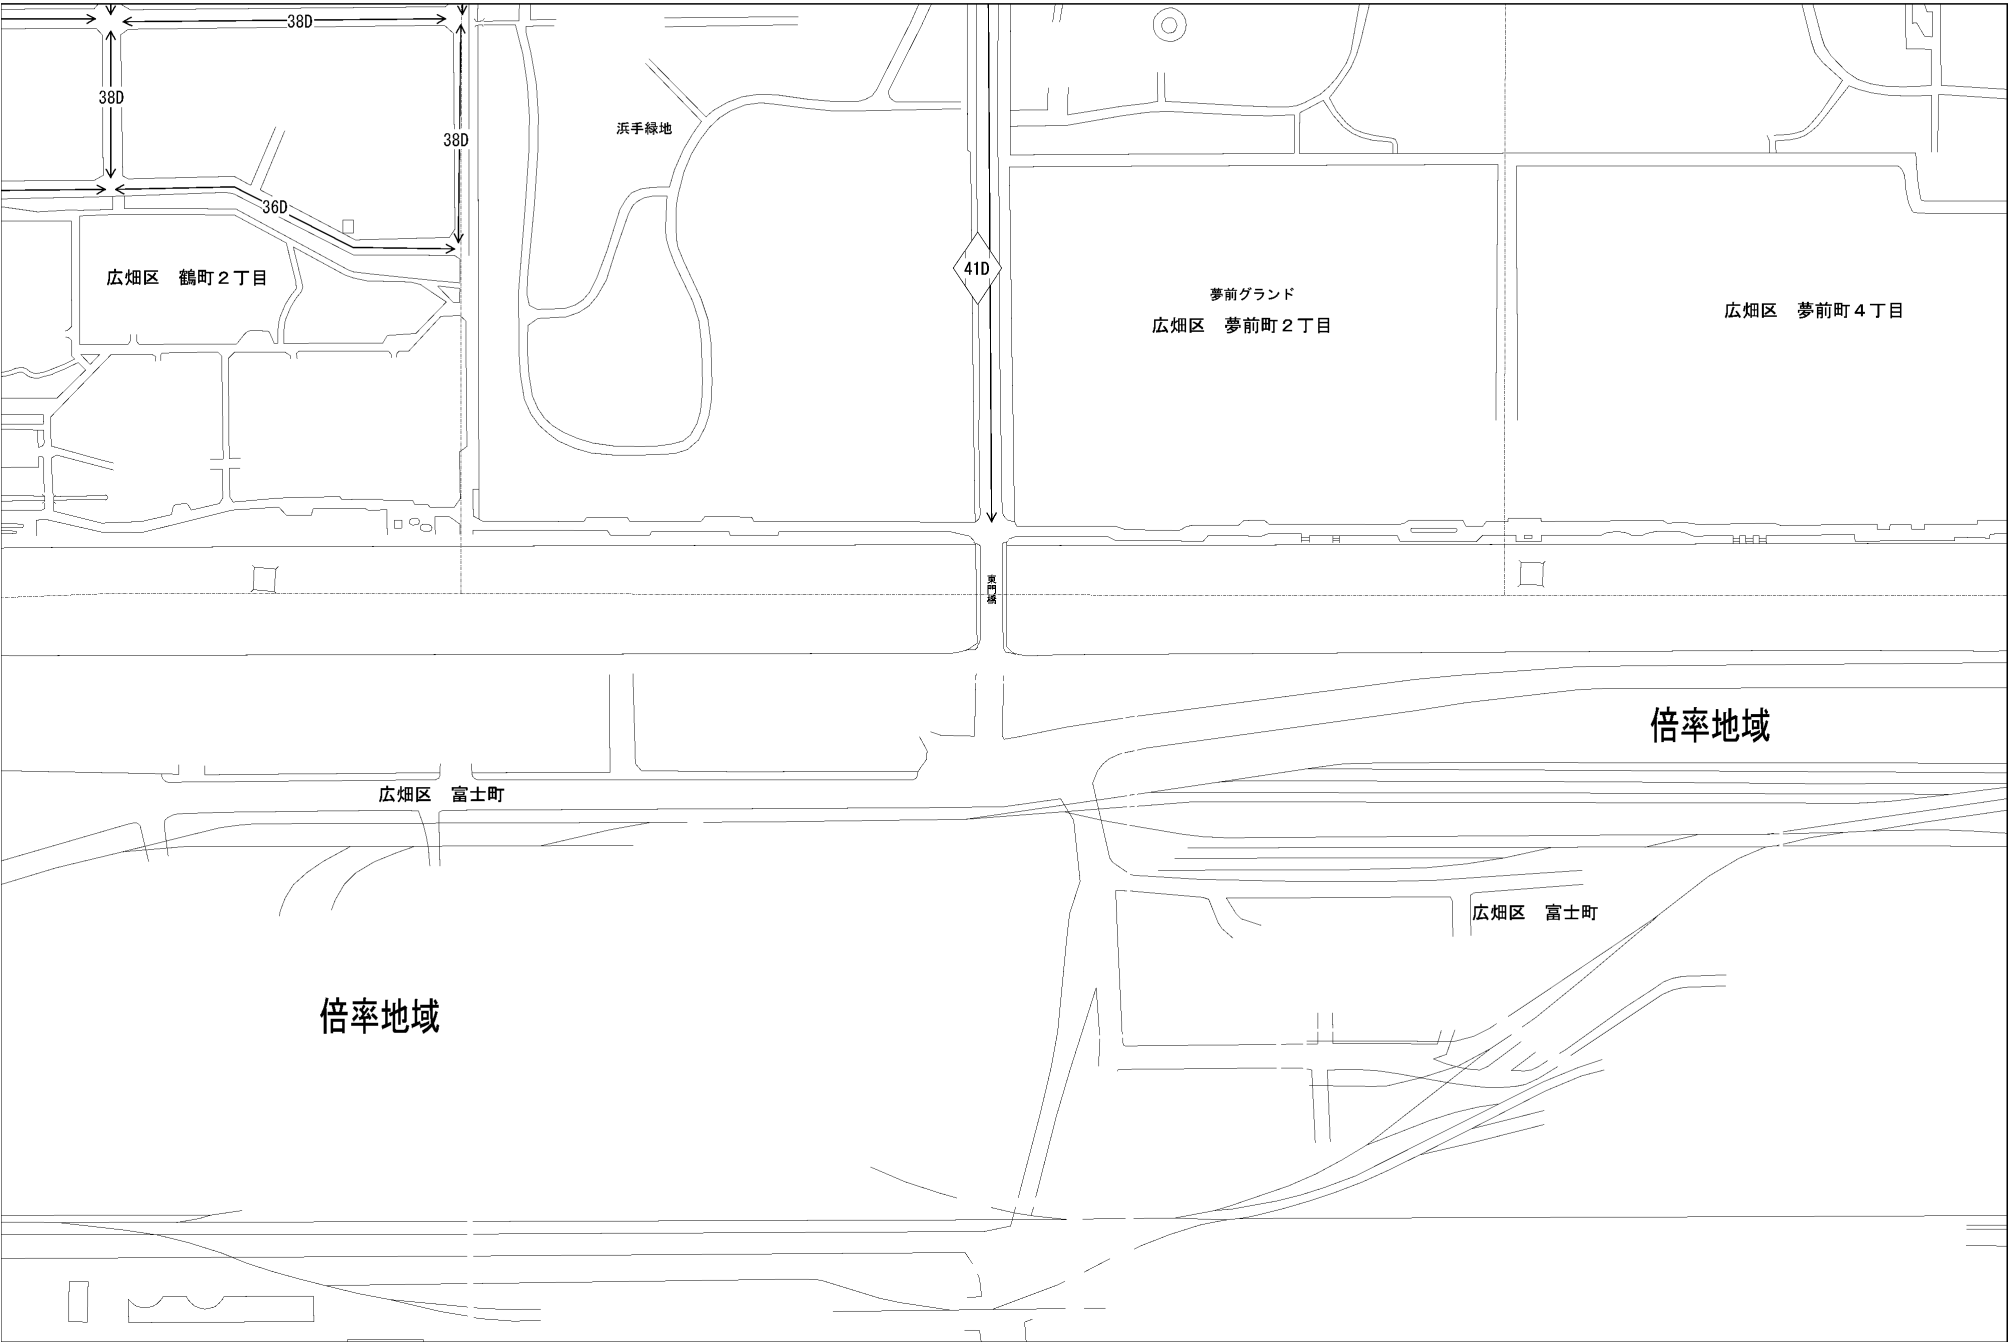 38D
38D
38D
浜手緑地
36D
41D
広畑区　鶴町２丁目
夢前グランド
広畑区　夢前町２丁目
広畑区　夢前町４丁目
東門橋
倍率地域
広畑区　富士町
広畑区　富士町
倍率地域